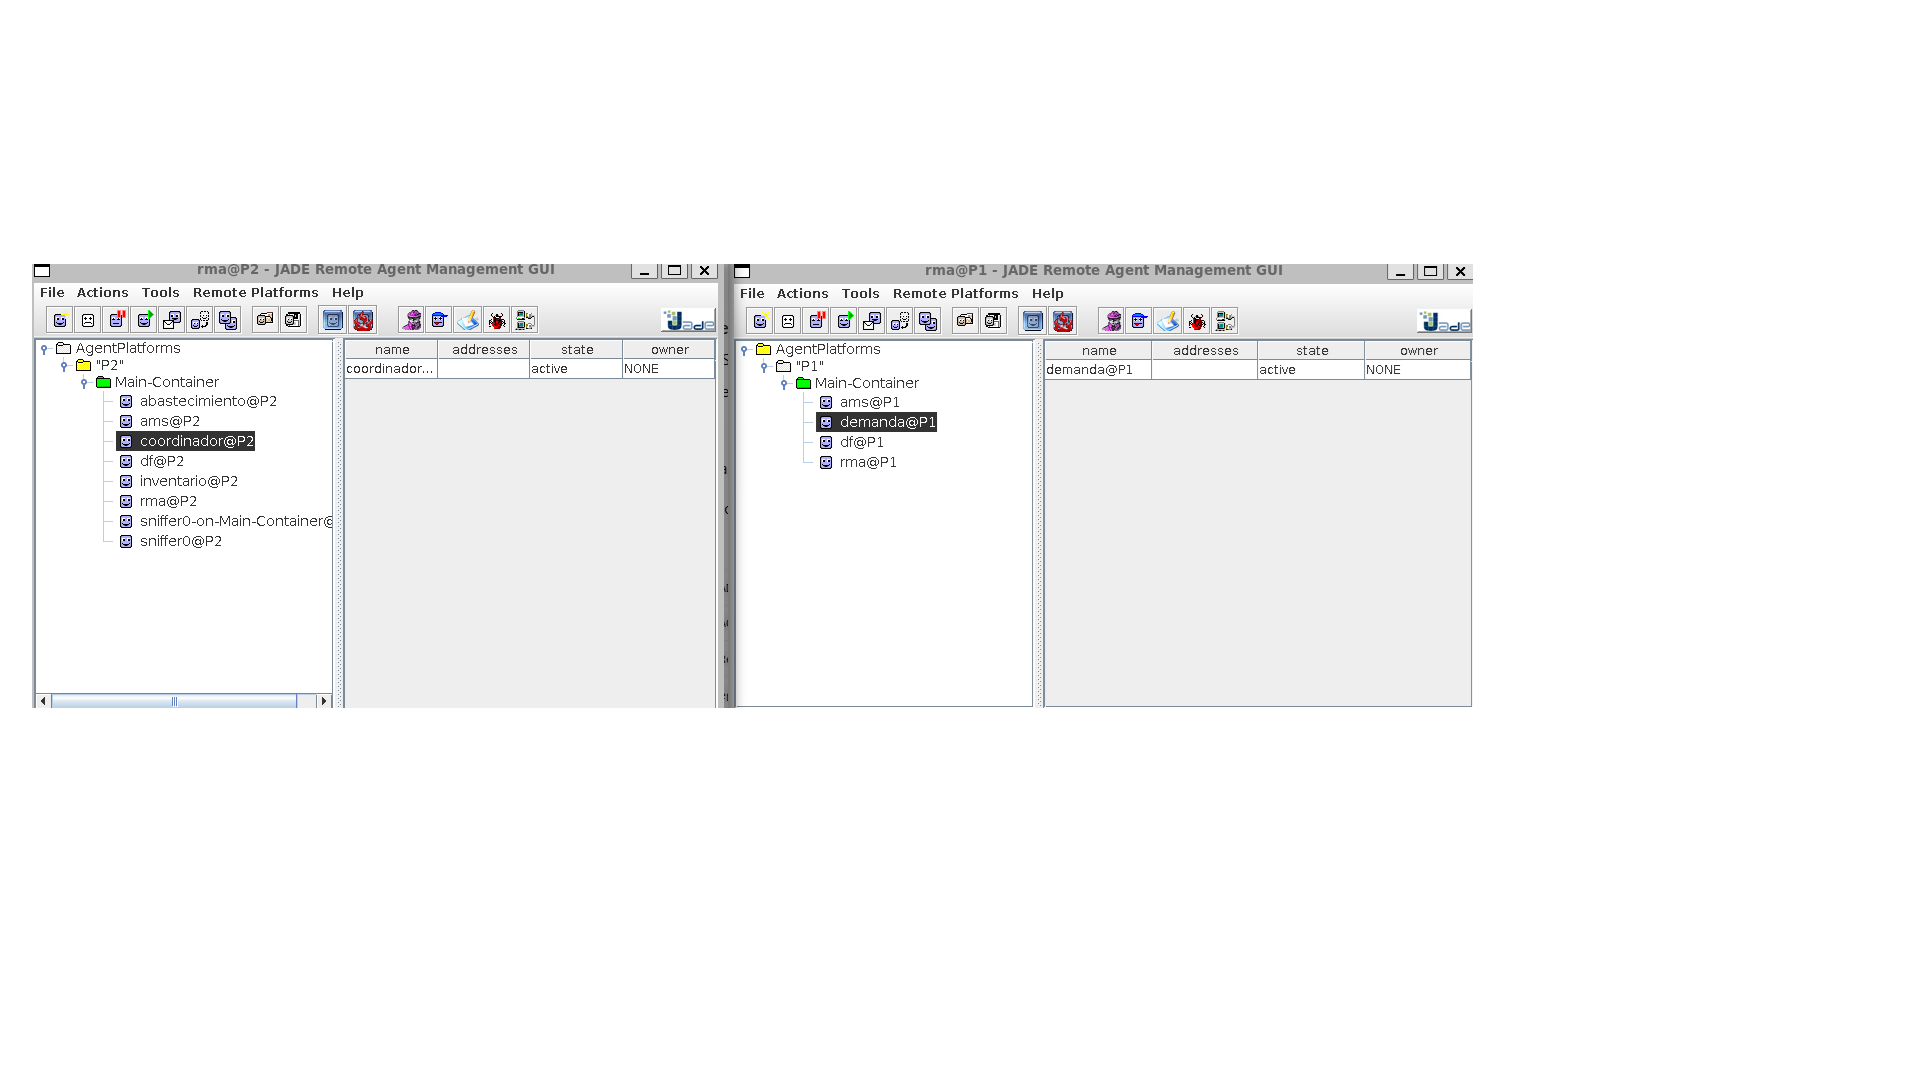 rma@P2 - JADE Remote Agent Management GUI
File Actions Tools Remote Platforms Help
Jade
AgentPlatforms
"P2"
Main-Container
abastecimiento@P2
ams@P2
coordinador@P2
df@P2
inventario@P2
rma@P2
sniffer0-on-Main-Container@
sniffer0@P2
name addresses state owner
coordinador... active NONE
rma@P1 - JADE Remote Agent Management GUI
File Actions Tools Remote Platforms Help
Jade
AgentPlatforms
"P1"
Main-Container
ams@P1
demanda@P1
df@P1
rma@P1
name addresses state owner
demanda@P1 active NONE